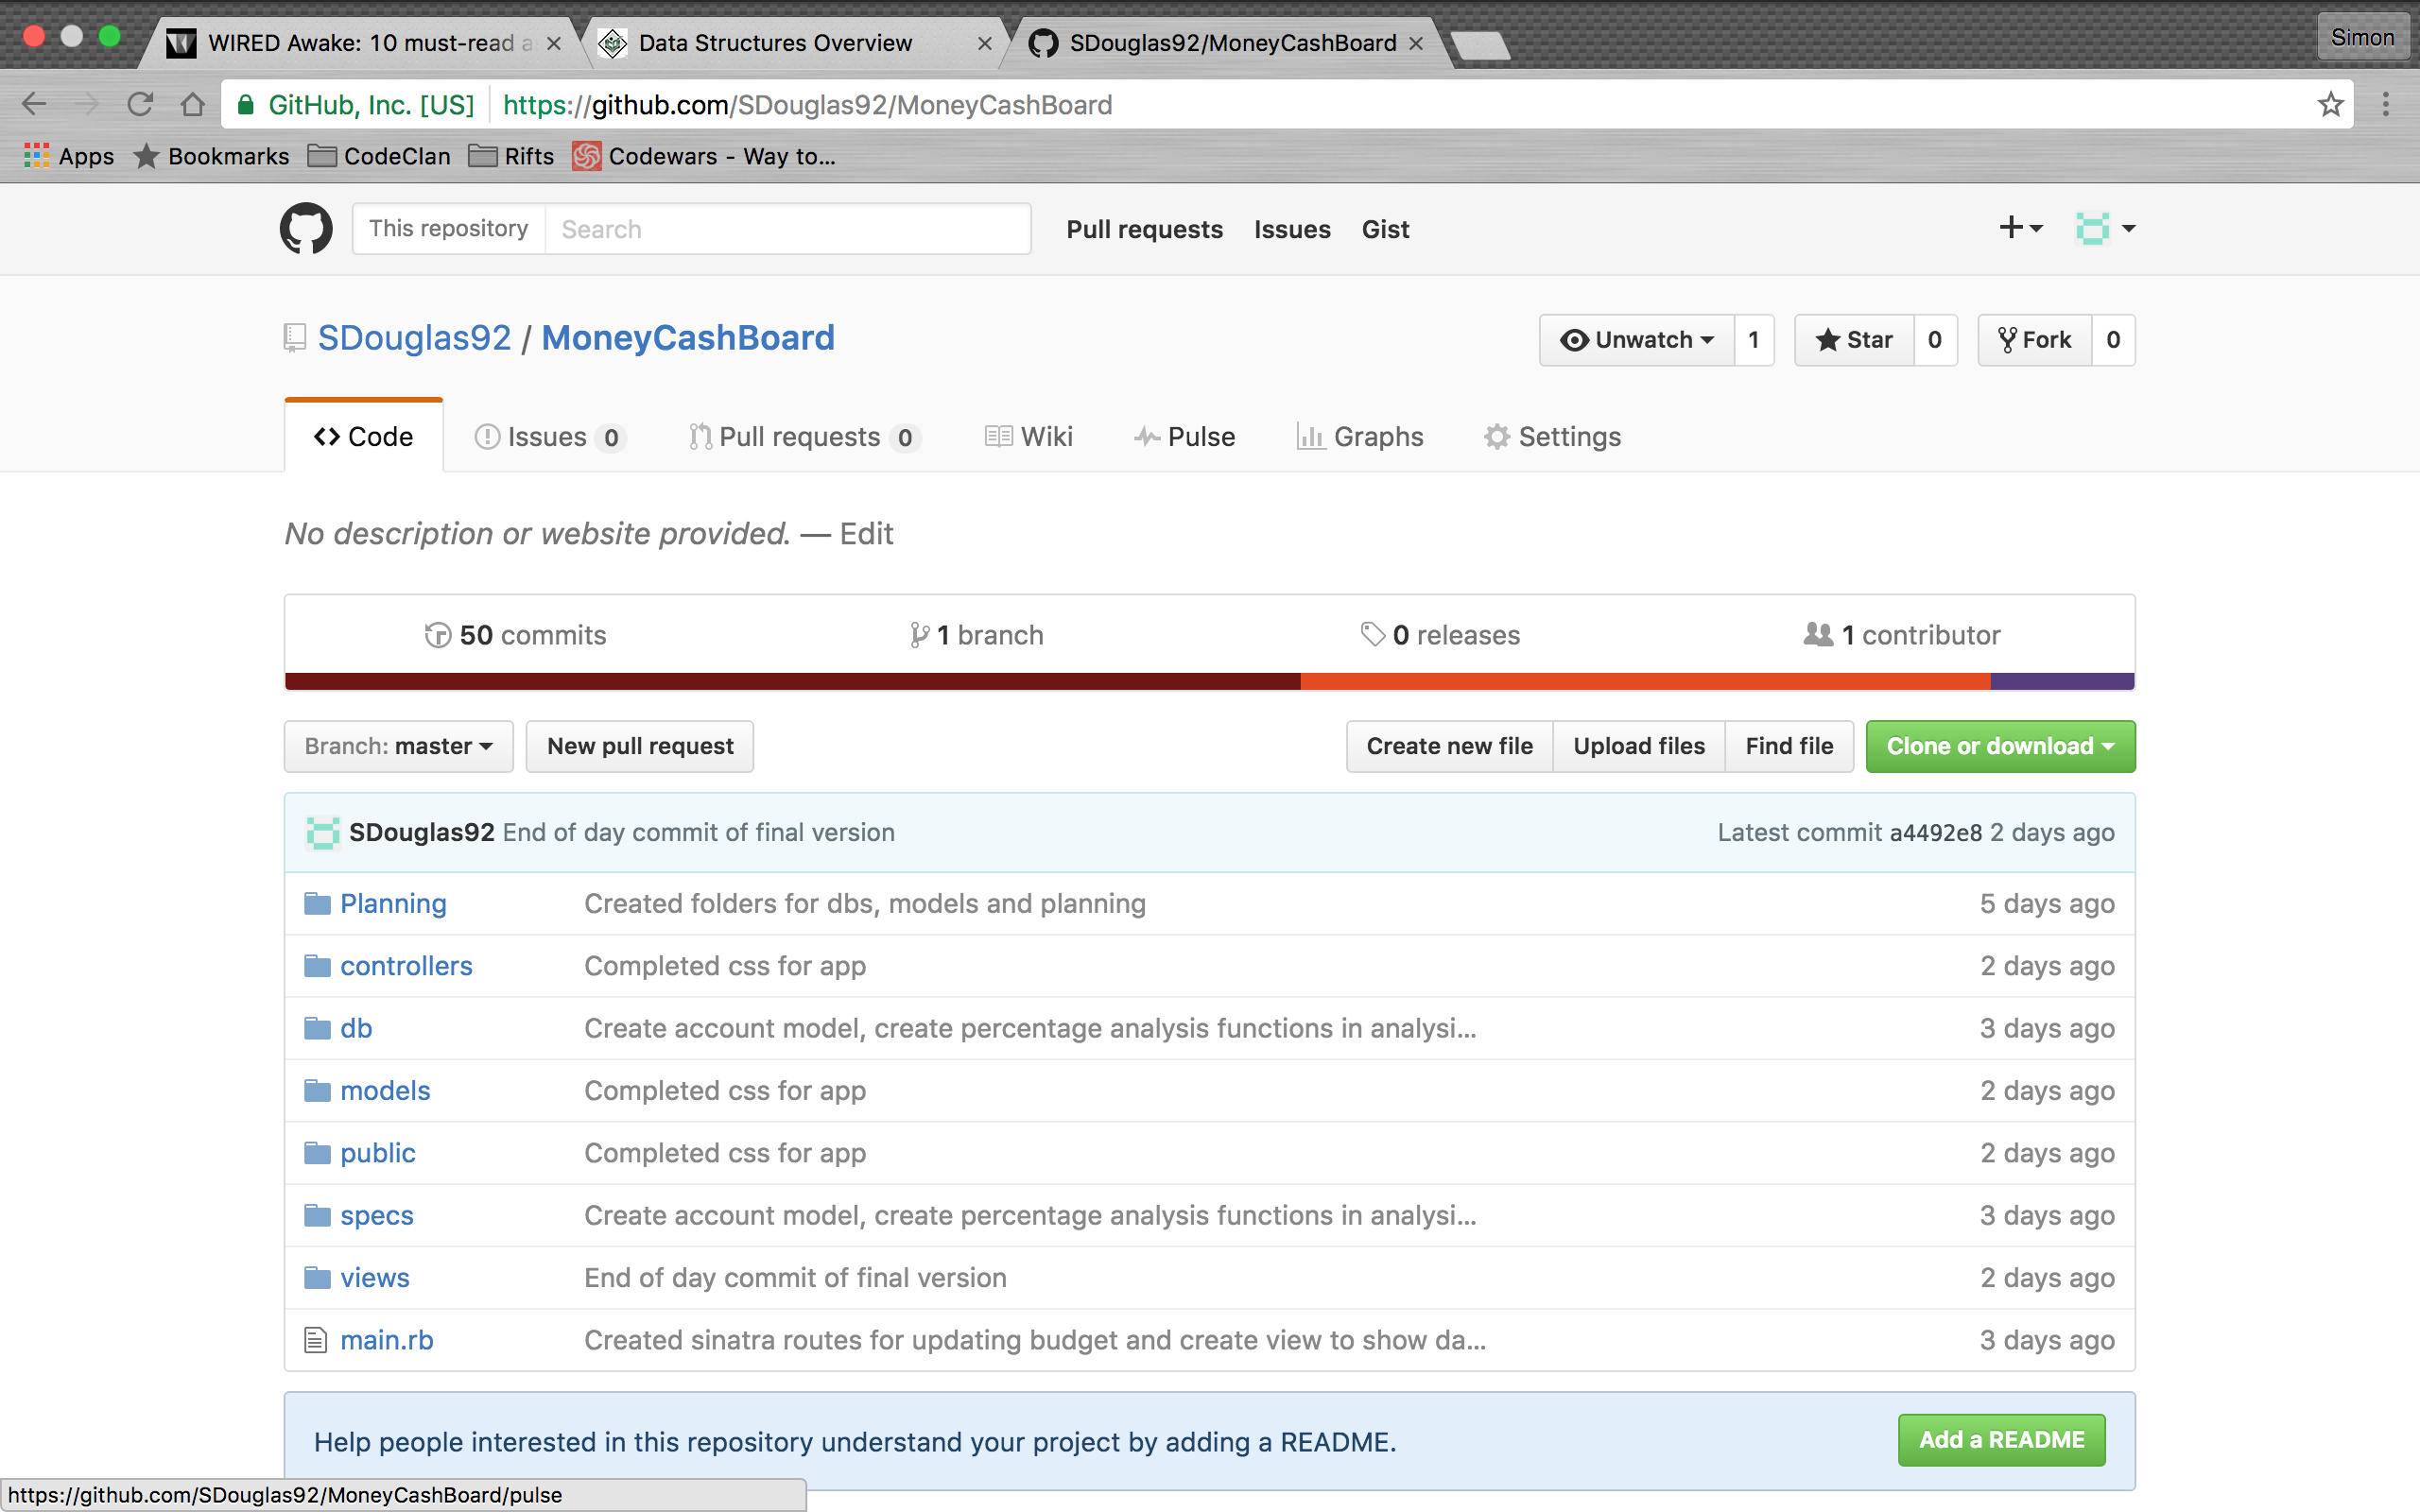 WIRED Awake: 10 must-read a
Data Structures Overview
SDouglas92/MoneyCashBoard
Simon
GitHub, Inc. [US] https://github.com/SDouglas92/MoneyCashBoard
Apps Bookmarks CodeClan Rifts Codewars - Way to...
This repository Search Pull requests Issues Gist
SDouglas92 / MoneyCashBoard
Unwatch 1 Star 0 Fork 0
Code Issues 0 Pull requests 0 Wiki Pulse Graphs Settings
No description or website provided. — Edit
50 commits 1 branch 0 releases 1 contributor
Branch: master New pull request Create new file Upload files Find file Clone or download
SDouglas92 End of day commit of final version Latest commit a4492e8 2 days ago
Planning Created folders for dbs, models and planning 5 days ago
controllers Completed css for app 2 days ago
db Create account model, create percentage analysis functions in analysi... 3 days ago
models Completed css for app 2 days ago
public Completed css for app 2 days ago
specs Create account model, create percentage analysis functions in analysi... 3 days ago
views End of day commit of final version 2 days ago
main.rb Created sinatra routes for updating budget and create view to show da... 3 days ago
Help people interested in this repository understand your project by adding a README. Add a README
https://github.com/SDouglas92/MoneyCashBoard/pulse